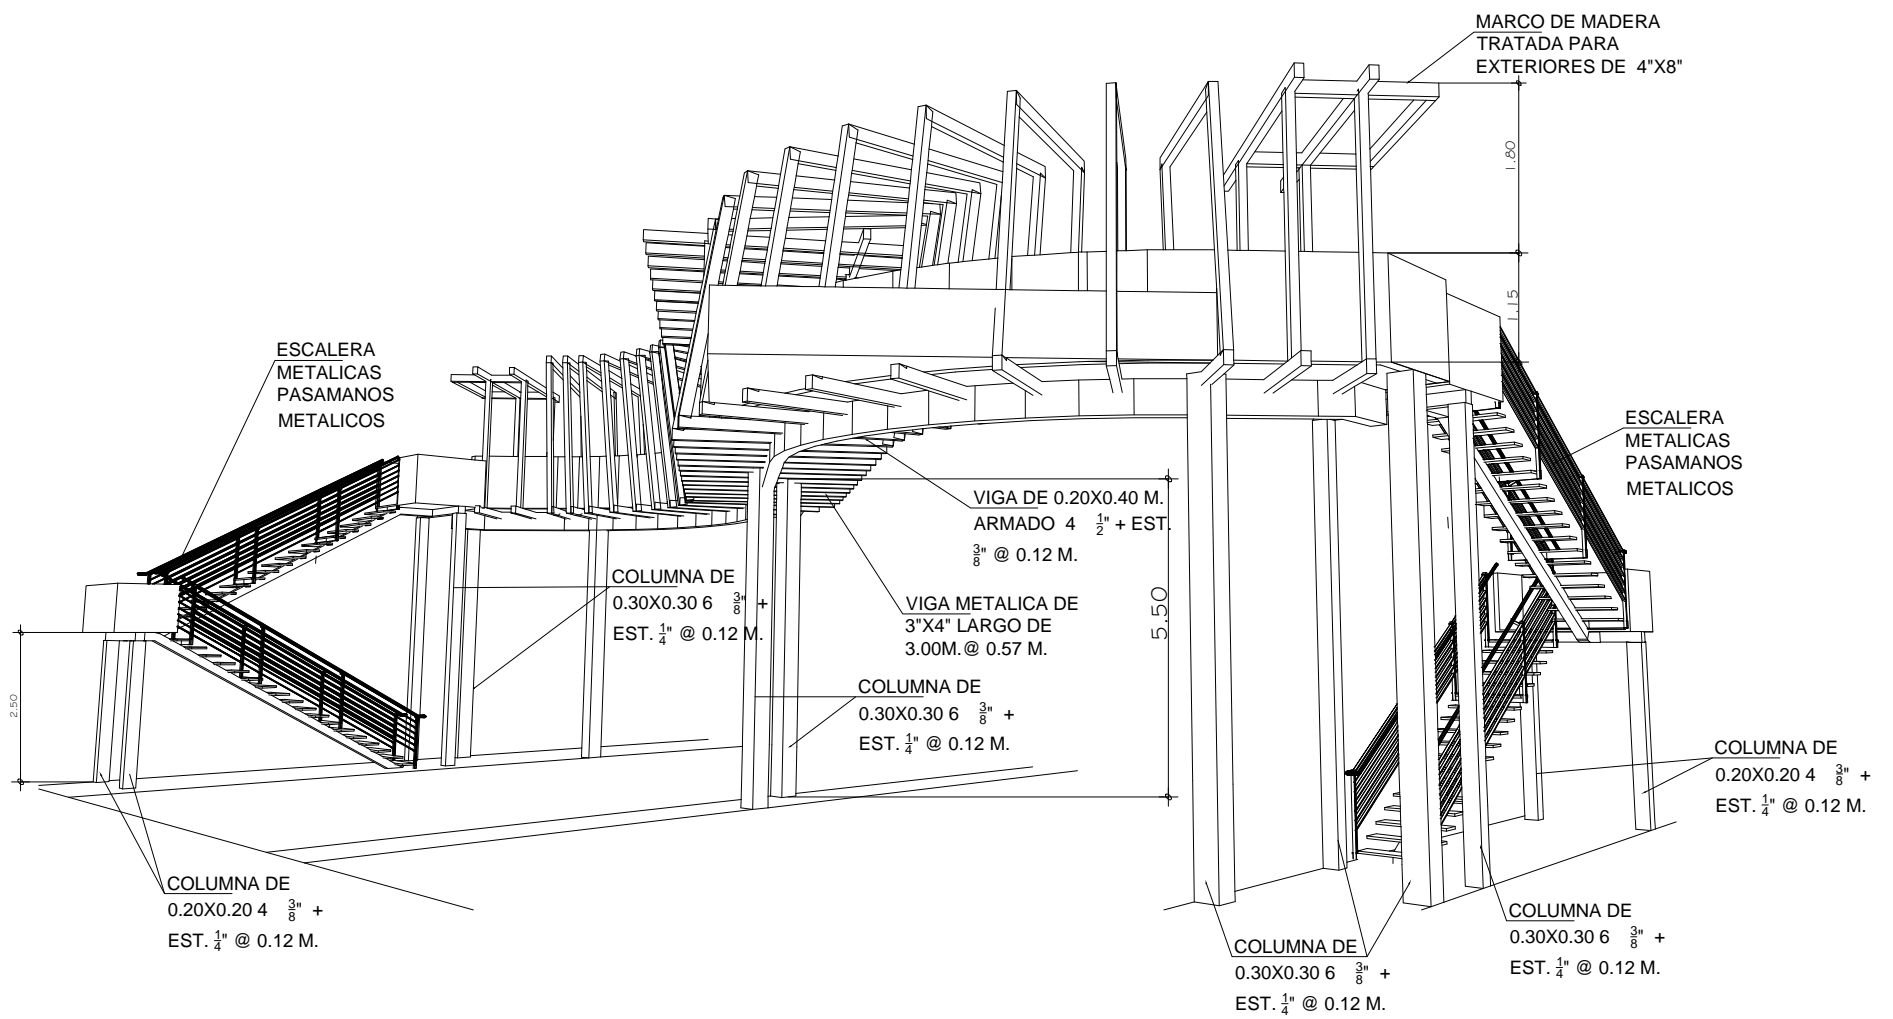 MARCO DE MADERA
TRATADA PARA
EXTERIORES DE 4"X8"
1.80
1.15
ESCALERA
METALICAS
PASAMANOS
METALICOS
ESCALERA
METALICAS
PASAMANOS
METALICOS
VIGA DE 0.20X0.40 M.
ARMADO 4 1/2" + EST.
3/8" @ 0.12 M.
COLUMNA DE
0.30X0.30 6 3/8" +
EST. 1/4" @ 0.12 M.
VIGA METALICA DE
3"X4" LARGO DE
3.00M.@ 0.57 M.
5.50
2.50
COLUMNA DE
0.30X0.30 6 3/8" +
EST. 1/4" @ 0.12 M.
COLUMNA DE
0.20X0.20 4 3/8" +
EST. 1/4" @ 0.12 M.
COLUMNA DE
0.20X0.20 4 3/8" +
EST. 1/4" @ 0.12 M.
COLUMNA DE
0.30X0.30 6 3/8" +
EST. 1/4" @ 0.12 M.
COLUMNA DE
0.30X0.30 6 3/8" +
EST. 1/4" @ 0.12 M.